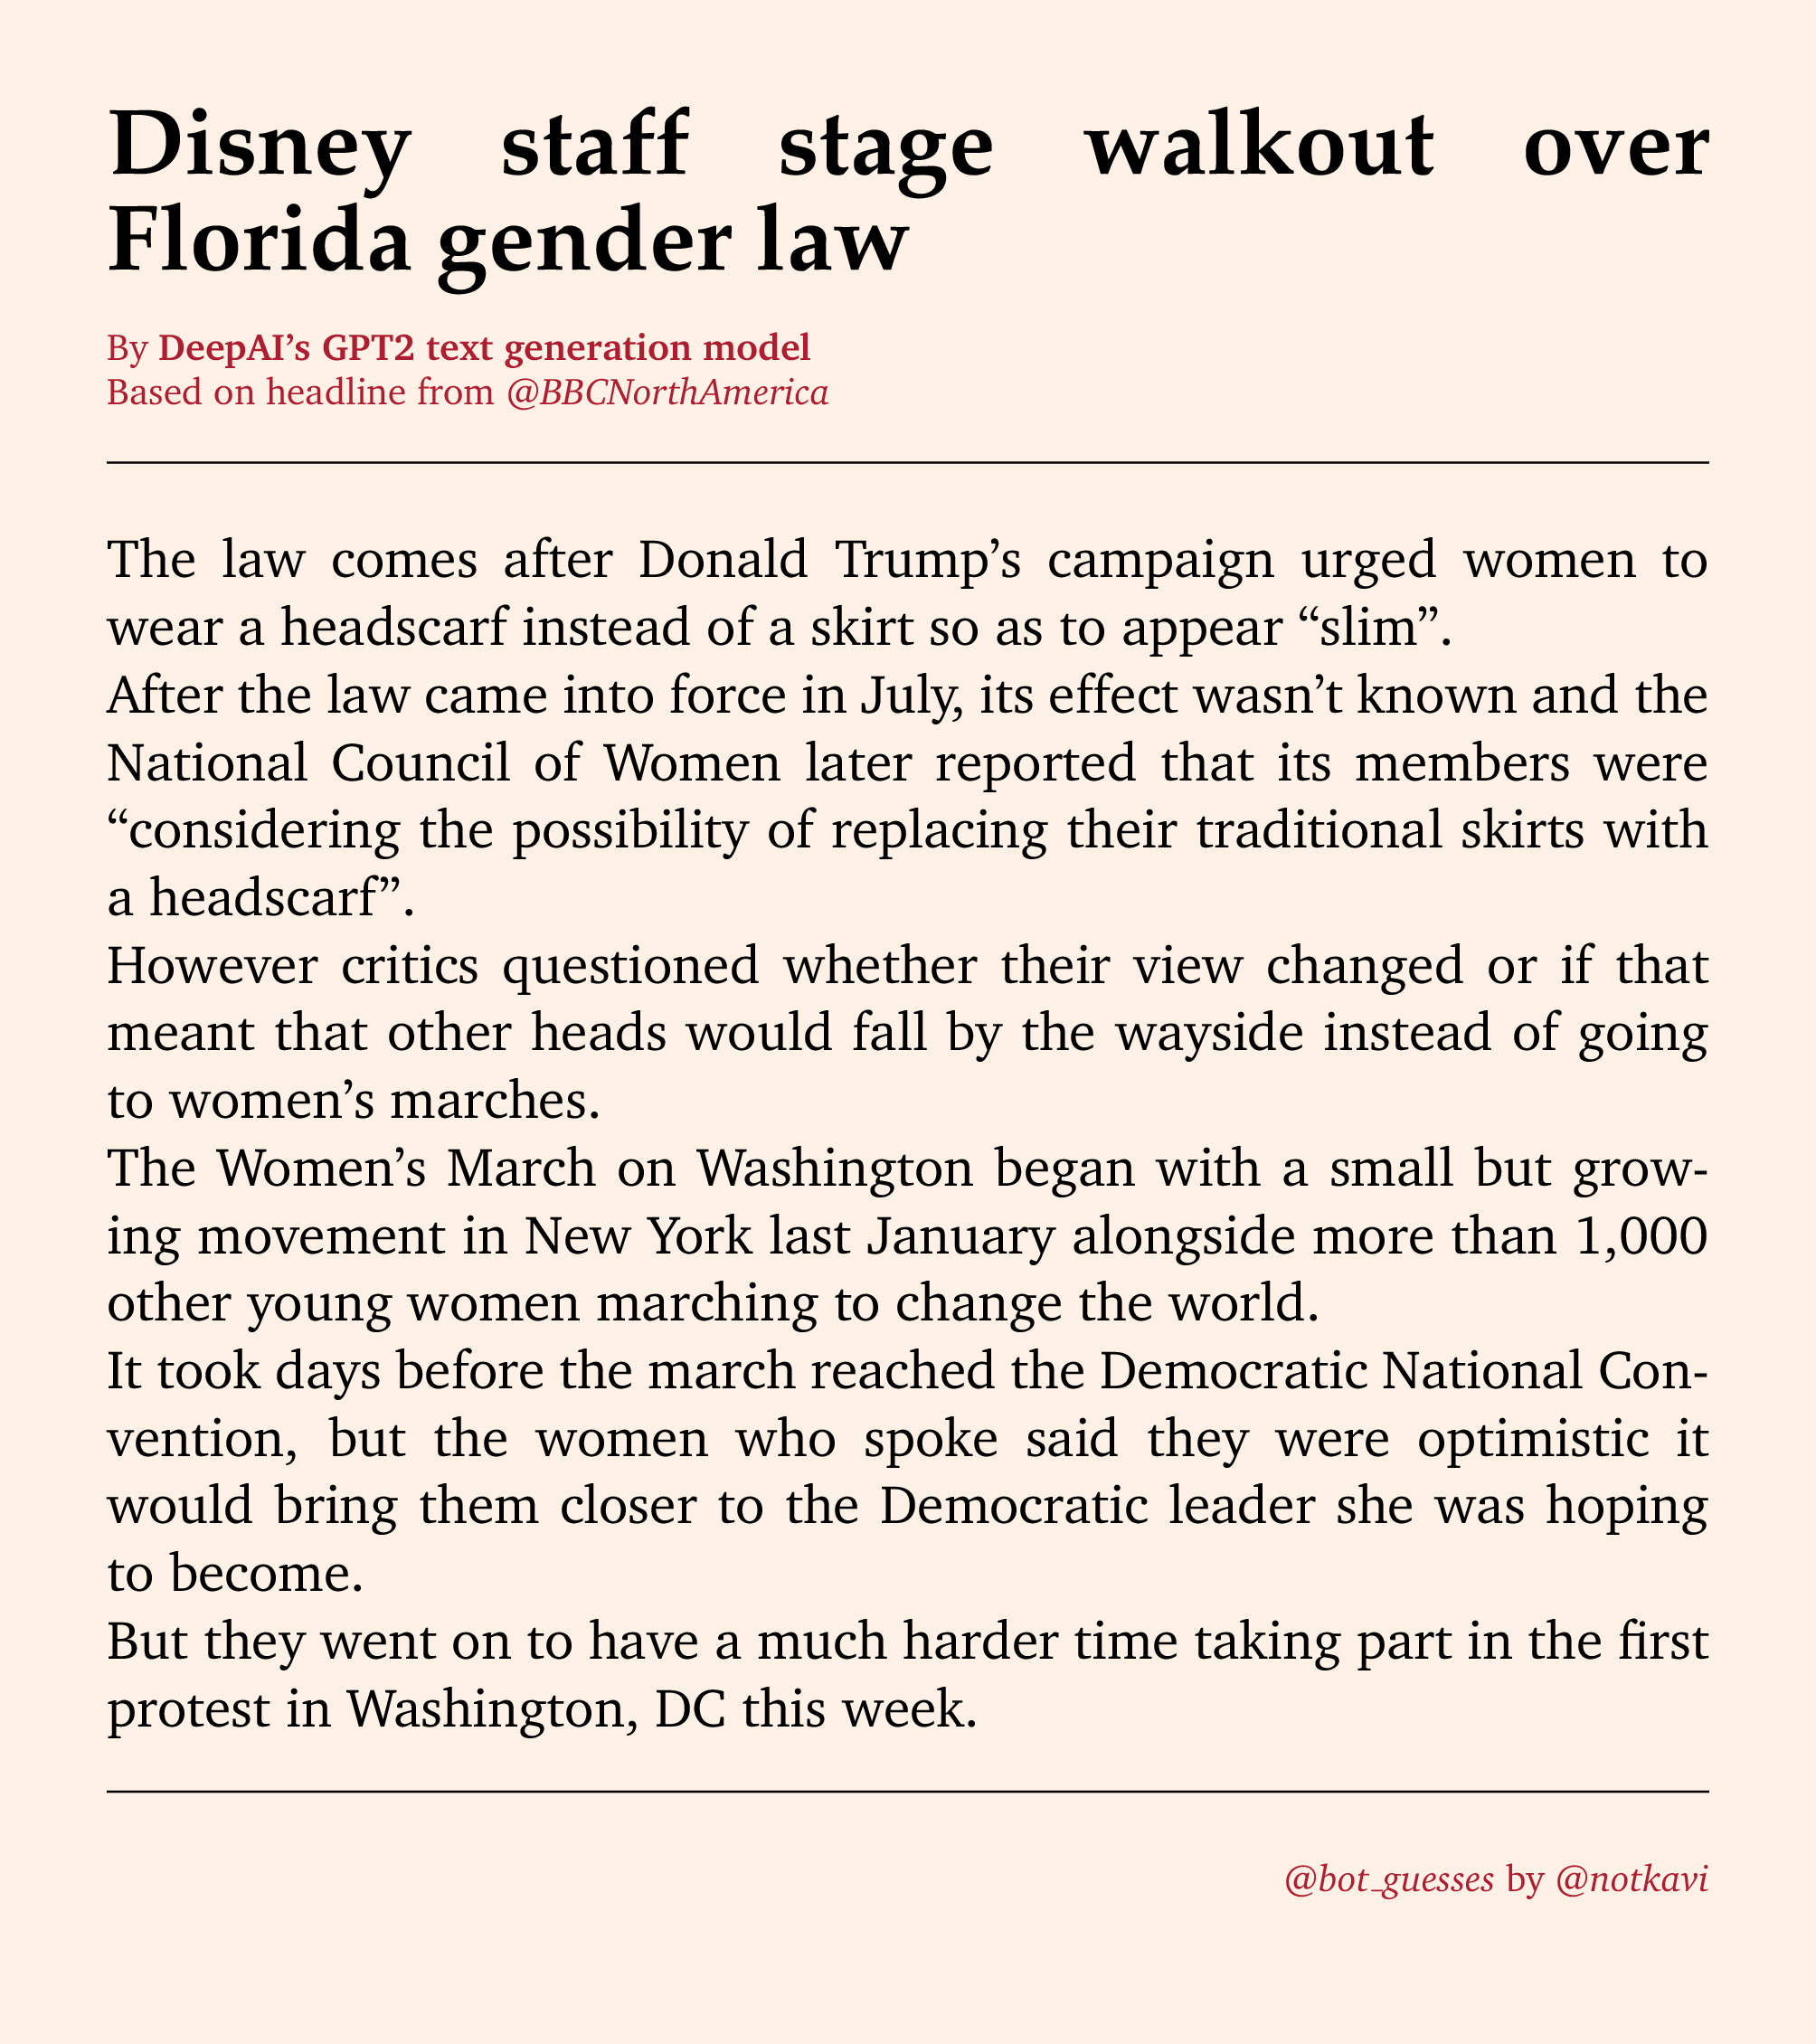 Disney staff stage walkout over
Florida gender law
By DeepAI’s GPT2 text generation model
Based on headline from @BBCNorthAmerica
The law comes after Donald Trump’s campaign urged women to
wear a headscarf instead of a skirt so as to appear “slim”.
After the law came into force in July, its effect wasn’t known and the
National Council of Women later reported that its members were
“considering the possibility of replacing their traditional skirts with
a headscarf”.
However critics questioned whether their view changed or if that
meant that other heads would fall by the wayside instead of going
to women’s marches.
The Women’s March on Washington began with a small but grow-
ing movement in New York last January alongside more than 1,000
other young women marching to change the world.
It took days before the march reached the Democratic National Con-
vention, but the women who spoke said they were optimistic it
would bring them closer to the Democratic leader she was hoping
to become.
But they went on to have a much harder time taking part in the first
protest in Washington, DC this week.
@bot_guesses by @notkavi